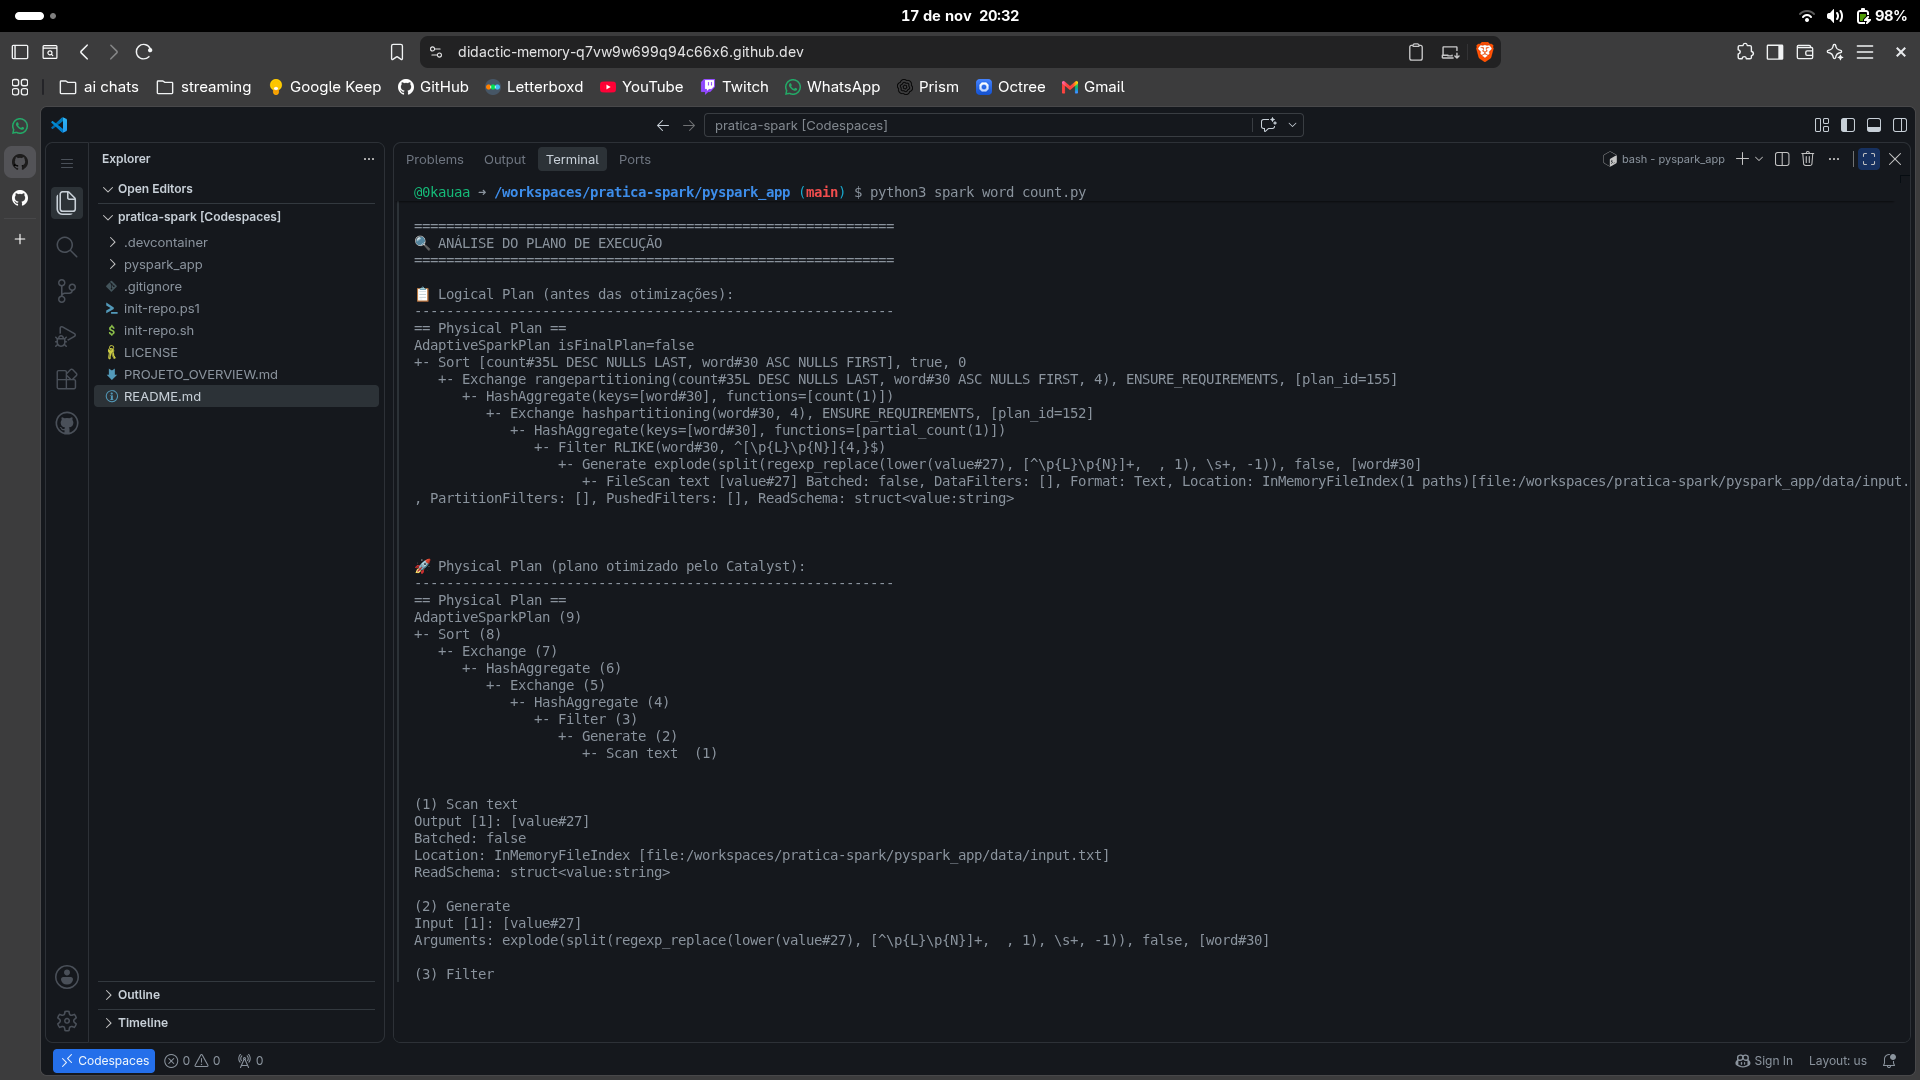 17 de nov 20:32
98%
didactic-memory-q7vw9w699q94c66x6.github.dev
ai chats
streaming
Google Keep
GitHub
Letterboxd
YouTube
Twitch
WhatsApp
Prism
Octree
Gmail
pratica-spark [Codespaces]
Explorer
Open Editors
pratica-spark [Codespaces]
.devcontainer
pyspark_app
.gitignore
init-repo.ps1
init-repo.sh
LICENSE
PROJETO_OVERVIEW.md
README.md
Outline
Timeline
Problems
Output
Terminal
Ports
bash - pyspark_app
@0kauaa → /workspaces/pratica-spark/pyspark_app (main) $ python3 spark word count.py
============================================================
🔍 ANÁLISE DO PLANO DE EXECUÇÃO
============================================================
📋 Logical Plan (antes das otimizações):
------------------------------------------------------------
== Physical Plan ==
AdaptiveSparkPlan isFinalPlan=false
+- Sort [count#35L DESC NULLS LAST, word#30 ASC NULLS FIRST], true, 0
+- Exchange rangepartitioning(count#35L DESC NULLS LAST, word#30 ASC NULLS FIRST, 4), ENSURE_REQUIREMENTS, [plan_id=155]
+- HashAggregate(keys=[word#30], functions=[count(1)])
+- Exchange hashpartitioning(word#30, 4), ENSURE_REQUIREMENTS, [plan_id=152]
+- HashAggregate(keys=[word#30], functions=[partial_count(1)])
+- Filter RLIKE(word#30, ^[\p{L}\p{N}]{4,}$)
+- Generate explode(split(regexp_replace(lower(value#27), [^\p{L}\p{N}]+,  , 1), \s+, -1)), false, [word#30]
+- FileScan text [value#27] Batched: false, DataFilters: [], Format: Text, Location: InMemoryFileIndex(1 paths)[file:/workspaces/pratica-spark/pyspark_app/data/input.
, PartitionFilters: [], PushedFilters: [], ReadSchema: struct<value:string>
🚀 Physical Plan (plano otimizado pelo Catalyst):
------------------------------------------------------------
== Physical Plan ==
AdaptiveSparkPlan (9)
+- Sort (8)
+- Exchange (7)
+- HashAggregate (6)
+- Exchange (5)
+- HashAggregate (4)
+- Filter (3)
+- Generate (2)
+- Scan text  (1)
(1) Scan text
Output [1]: [value#27]
Batched: false
Location: InMemoryFileIndex [file:/workspaces/pratica-spark/pyspark_app/data/input.txt]
ReadSchema: struct<value:string>
(2) Generate
Input [1]: [value#27]
Arguments: explode(split(regexp_replace(lower(value#27), [^\p{L}\p{N}]+,  , 1), \s+, -1)), false, [word#30]
(3) Filter
Codespaces
0
0
0
Sign In
Layout: us